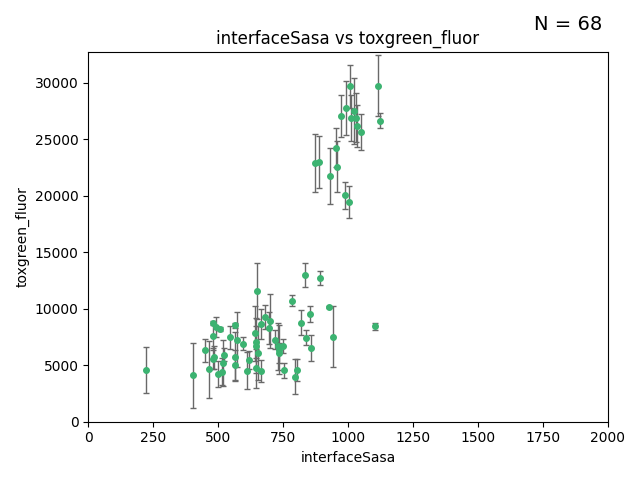 N = 68
interfaceSasa vs toxgreen_fluor
30000
25000
20000
15000
10000
5000
0
toxgreen_fluor
0 250 500 750 1000 1250 1500 1750 2000
interfaceSasa